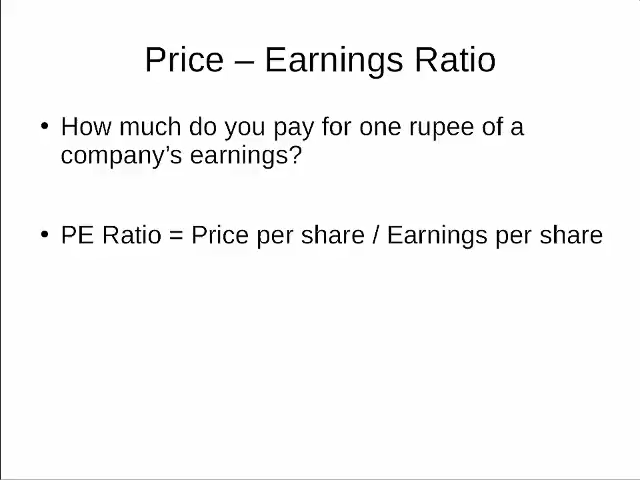 Price – Earnings Ratio
• How much do you pay for one rupee of a
company's earnings?
• PE Ratio = Price per share / Earnings per share